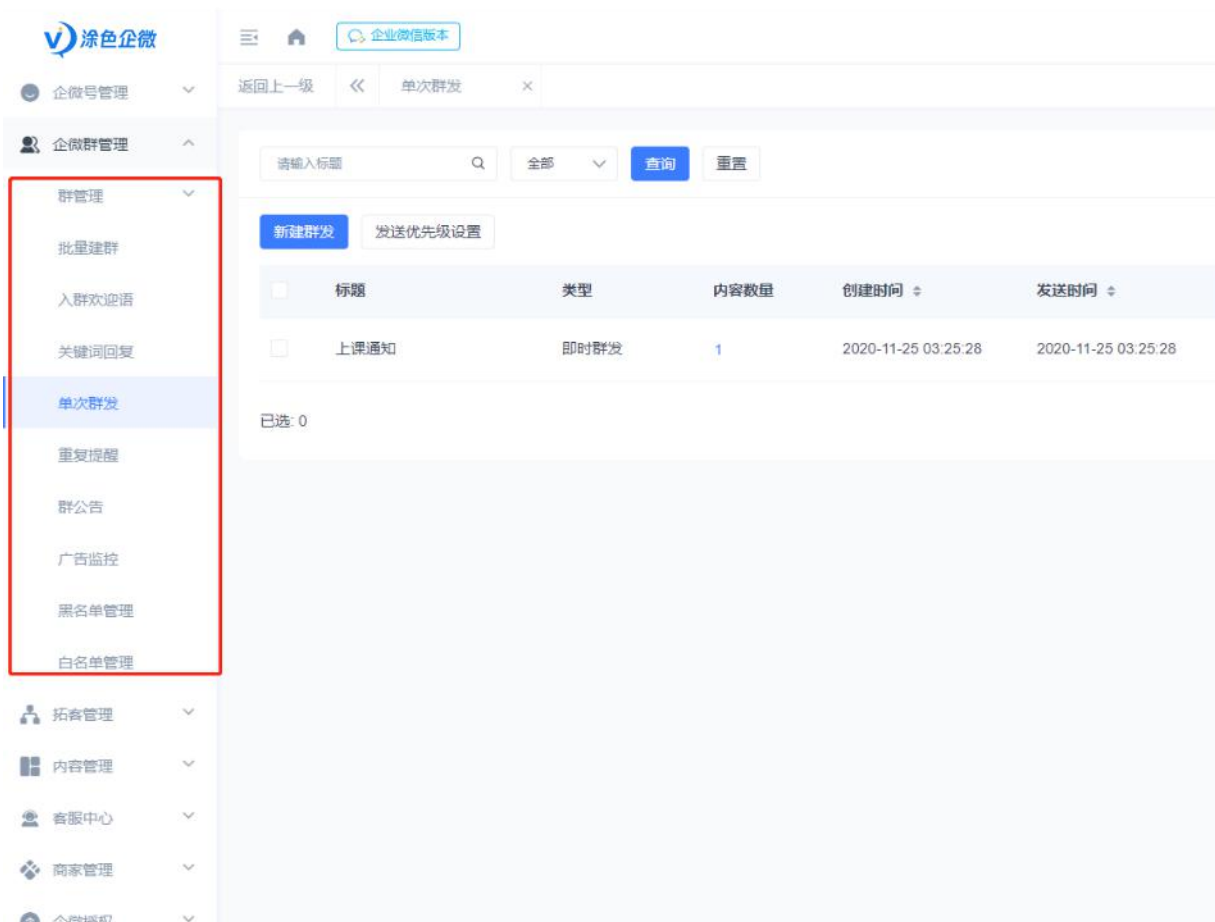 涂色企微
企业微信版本
企微号管理
返回上一级 单次群发
企微群管理
请输入标题 全部 查询 重置
群管理
新建群发 发送优先级设置
批量建群
标题 类型 内容数量 创建时间 发送时间
入群欢迎语
上课通知 即时群发 1 2020-11-25 03:25:28 2020-11-25 03:25:28
关键词回复
单次群发
已选: 0
重复提醒
群公告
广告监控
黑名单管理
白名单管理
拓客管理
内容管理
客服中心
商家管理
企微授权